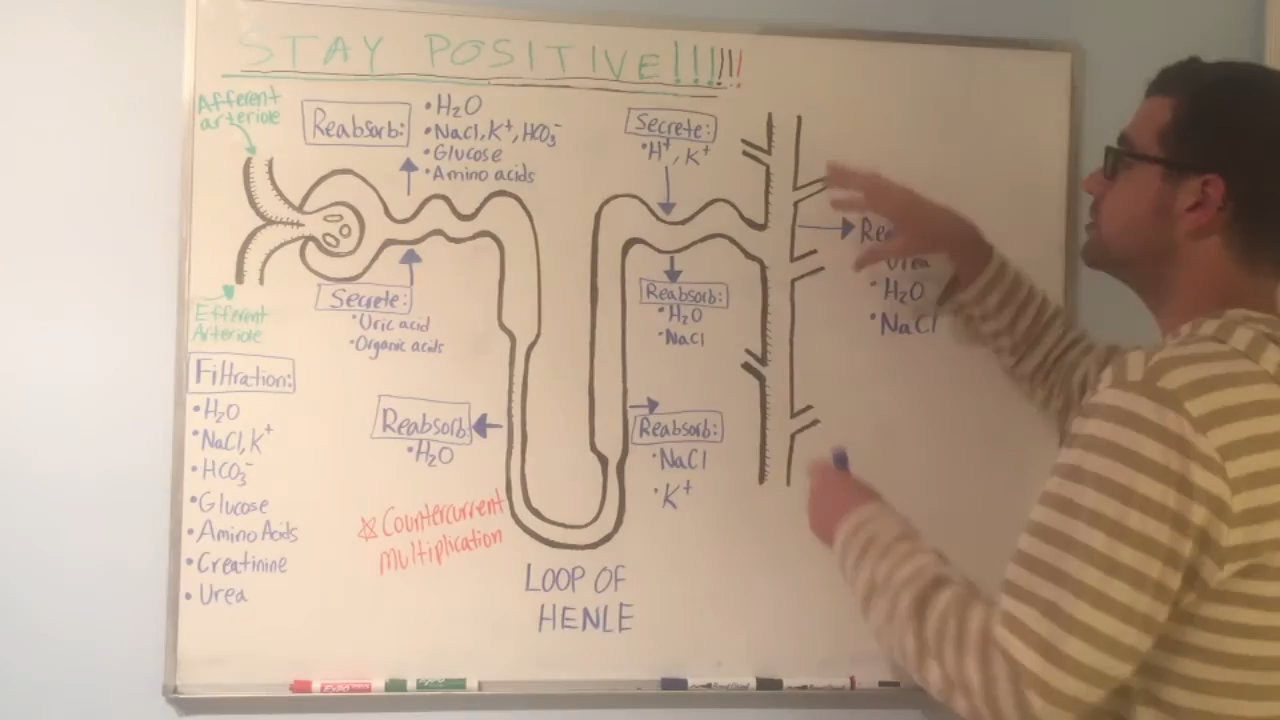 STAY POSITIVE!!!!!!
Afferent
arteriole
Reabsorb:
•H₂O
•NaCl, K⁺, HCO₃⁻
•Glucose
•Amino acids
Secrete:
•H⁺, K⁺
Urea
•H₂O
•NaCl
Efferent
Arteriole
Secrete:
•Uric acid
•Organic acids
Reabsorb:
•H₂O
•NaCl
Filtration:
•H₂O
•NaCl, K⁺
•HCO₃⁻
•Glucose
•Amino Acids
•Creatinine
•Urea
Reabsorb
•H₂O
Reabsorb:
•NaCl
•K⁺
☆ Countercurrent
multiplication
LOOP OF
HENLE
EXPO